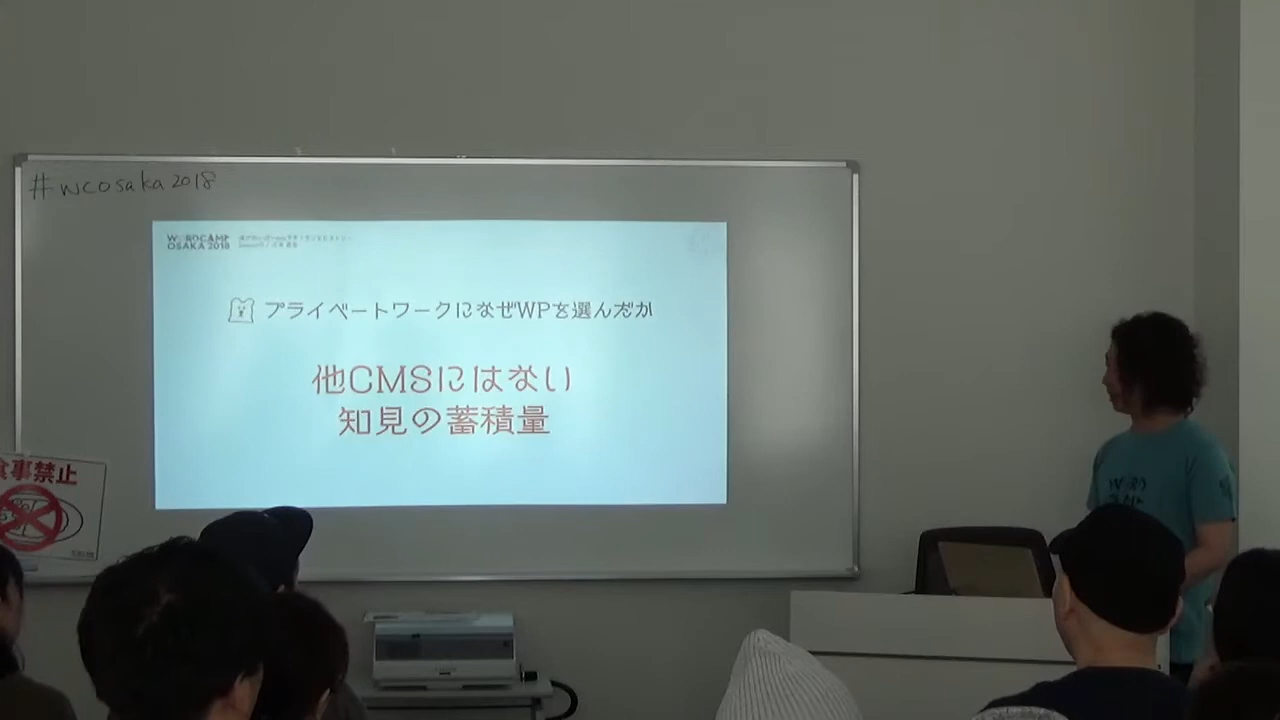 #wcosaka2018
WORDCAMP
OSAKA 2018
プライベートワークになぜWPを選んだか
他CMSにはない
知見の蓄積量
食事禁止